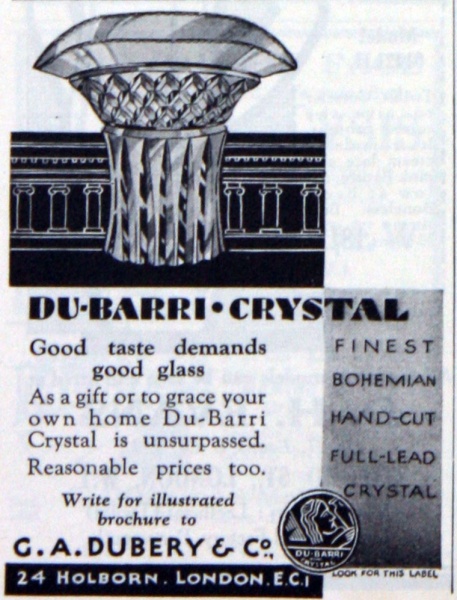 DU-BARRI • CRYSTAL
Good taste demands
good glass
As a gift or to grace your
own home Du-Barri
Crystal is unsurpassed.
Reasonable prices too.
Write for illustrated
brochure to
G. A. DUBERY & Co.,
24 HOLBORN. LONDON. E.C.1
FINEST
BOHEMIAN
HAND-CUT
FULL-LEAD
CRYSTAL
DU-BARRI
CRYSTAL
LOOK FOR THIS LABEL